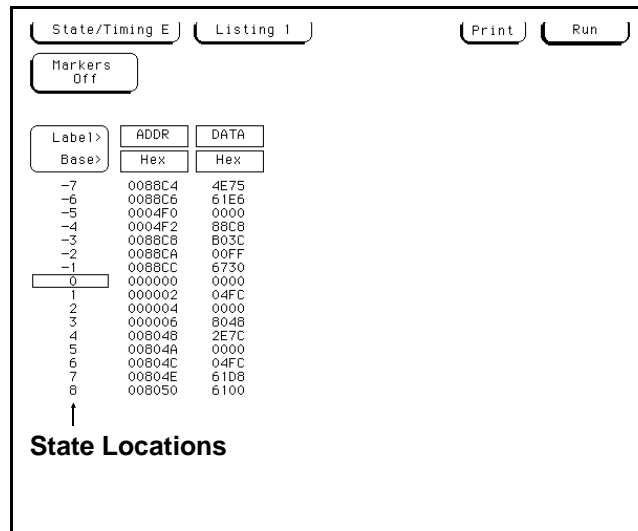 State/Timing E Listing 1 Print Run
Markers
Off
Label> ADDR DATA
Base> Hex Hex
-7 0088C4 4E75
-6 0088C6 61E6
-5 0004F0 0000
-4 0004F2 88C8
-3 0088C8 B03C
-2 0088CA 00FF
-1 0088CC 6730
0 000000 0000
1 000002 04FC
2 000004 0000
3 000006 8048
4 008048 2E7C
5 00804A 0000
6 00804C 04FC
7 00804E 61D8
8 008050 6100
State Locations